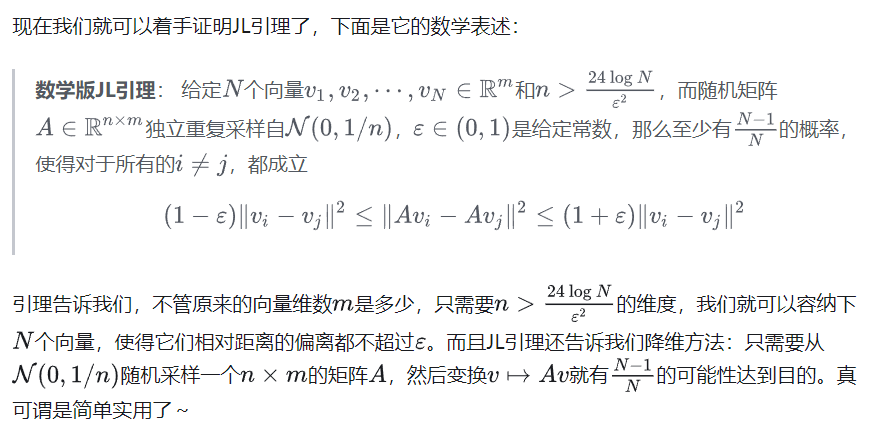 现在我们就可以着手证明JL引理了，下面是它的数学表述：
数学版JL引理： 给定$N$个向量$v_1, v_2, \cdots, v_N \in \mathbb{R}^m$和$n > \frac{24 \log N}{\varepsilon^2}$，而随机矩阵
$A \in \mathbb{R}^{n \times m}$独立重复采样自$\mathcal{N}(0, 1/n)$，$\varepsilon \in (0, 1)$是给定常数，那么至少有$\frac{N-1}{N}$的概率，
使得对于所有的$i \neq j$，都成立
$(1 - \varepsilon)\|v_i - v_j\|^2 \leq \|Av_i - Av_j\|^2 \leq (1 + \varepsilon)\|v_i - v_j\|^2$
引理告诉我们，不管原来的向量维数$m$是多少，只需要$n > \frac{24 \log N}{\varepsilon^2}$的维度，我们就可以容纳下
$N$个向量，使得它们相对距离的偏离都不超过$\varepsilon$。而且JL引理还告诉我们降维方法：只需要从
$\mathcal{N}(0, 1/n)$随机采样一个$n \times m$的矩阵$A$，然后变换$v \mapsto Av$就有$\frac{N-1}{N}$的可能性达到目的。真
可谓是简单实用了～